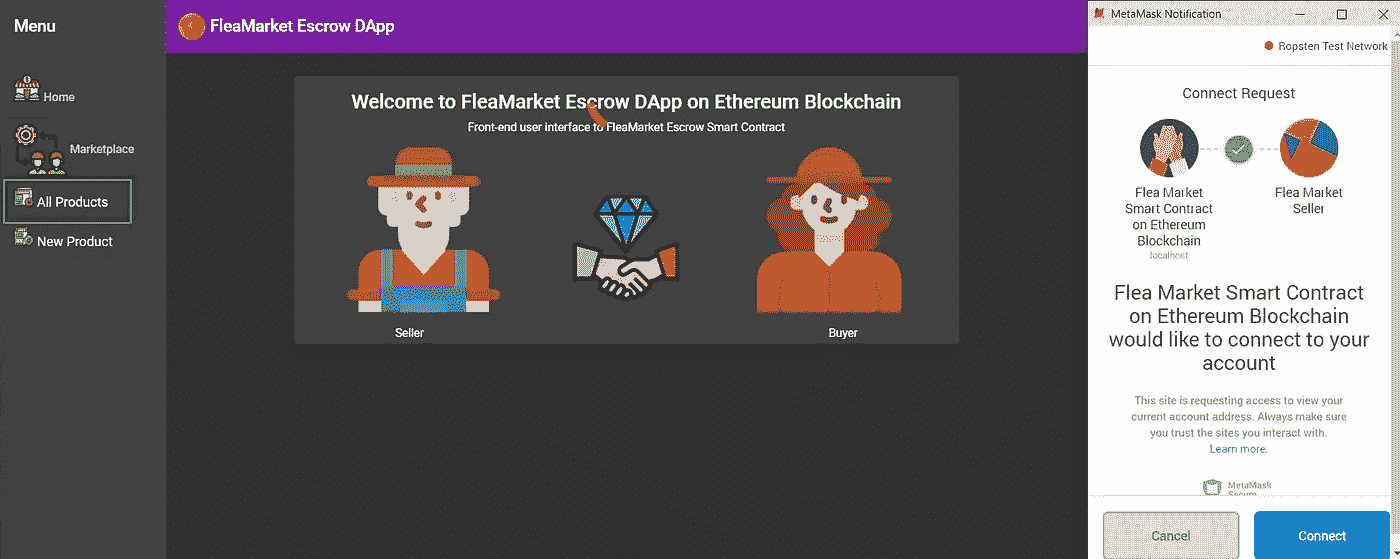 Menu
Home
Marketplace
All Products
New Product
FleaMarket Escrow DApp
Welcome to FleaMarket Escrow DApp on Ethereum Blockchain
Front-end user interface to FleaMarket Escrow Smart Contract
Seller
Buyer
MetaMask Notification
Ropsten Test Network
Connect Request
Flea Market
Smart Contract
on Ethereum
Blockchain
localhost
Flea Market
Seller
Flea Market Smart Contract
on Ethereum Blockchain
would like to connect to your
account
This site is requesting access to view your
current account address. Always make sure
you trust the sites you interact with.
Learn more.
MetaMask
Secure
Cancel
Connect